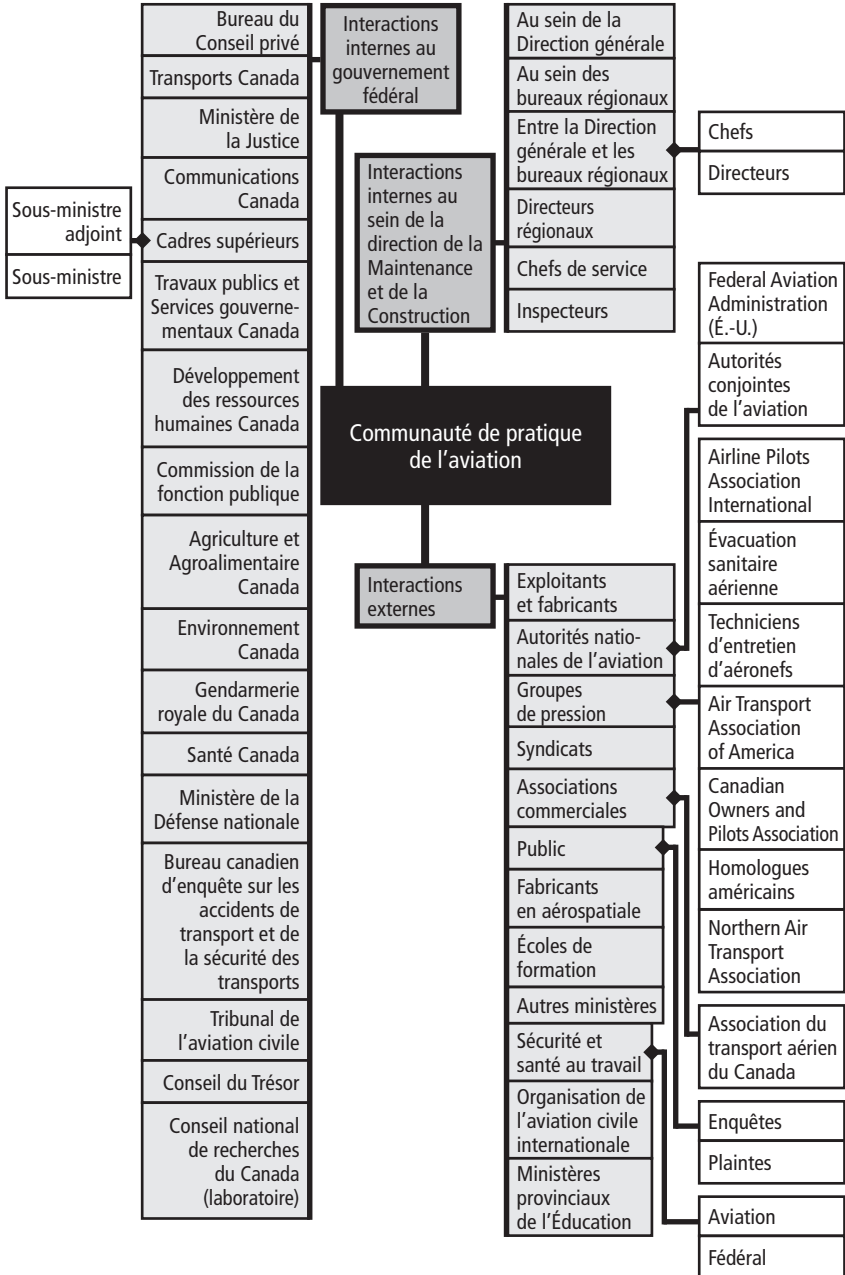 Bureau du
Conseil privé
Transports Canada
Ministère de
la Justice
Communications
Canada
Cadres supérieurs
Travaux publics et
Services gouverne-
mentaux Canada
Développement
des ressources
humaines Canada
Commission de la
fonction publique
Agriculture et
Agroalimentaire
Canada
Environnement
Canada
Gendarmerie
royale du Canada
Santé Canada
Ministère de la
Défense nationale
Bureau canadien
d'enquête sur les
accidents de
transport et de
la sécurité des
transports
Tribunal de
l'aviation civile
Conseil du Trésor
Conseil national
de recherches
du Canada
(laboratoire)
Sous-ministre
adjoint
Sous-ministre
Interactions
internes au
gouvernement
fédéral
Interactions
internes au
sein de la
direction de la
Maintenance
et de la
Construction
Communauté de pratique
de l'aviation
Interactions
externes
Au sein de la
Direction générale
Au sein des
bureaux régionaux
Entre la Direction
générale et les
bureaux régionaux
Directeurs
régionaux
Chefs de service
Inspecteurs
Chefs
Directeurs
Exploitants
et fabricants
Autorités natio-
nales de l'aviation
Groupes
de pression
Syndicats
Associations
commerciales
Public
Fabricants
en aérospatiale
Écoles de
formation
Autres ministères
Sécurité et
santé au travail
Organisation de
l'aviation civile
internationale
Ministères
provinciaux
de l'Éducation
Federal Aviation
Administration
(É.-U.)
Autorités
conjointes
de l'aviation
Airline Pilots
Association
International
Évacuation
sanitaire
aérienne
Techniciens
d'entretien
d'aéronefs
Air Transport
Association
of America
Canadian
Owners and
Pilots Association
Homologues
américains
Northern Air
Transport
Association
Association du
transport aérien
du Canada
Enquêtes
Plaintes
Aviation
Fédéral